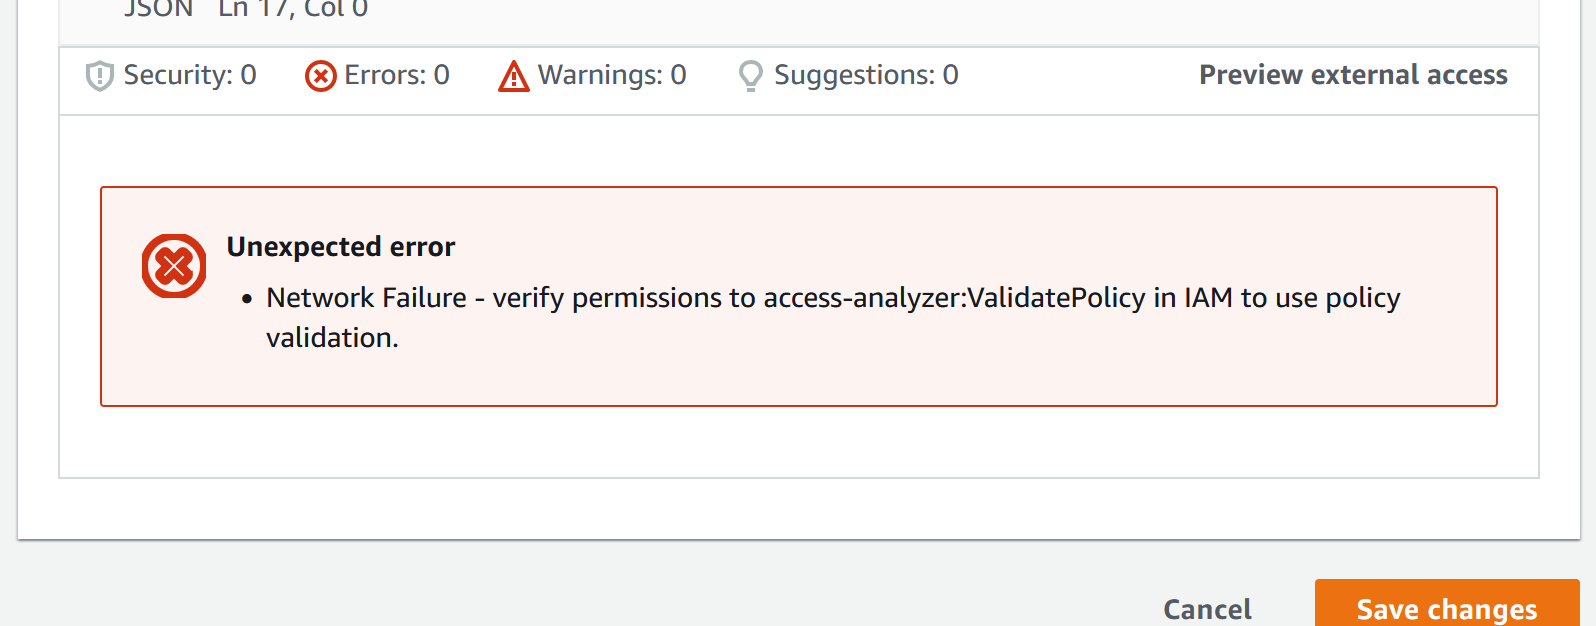 JSON Ln 17, Col 0
Security: 0 Errors: 0 Warnings: 0 Suggestions: 0 Preview external access
Unexpected error
• Network Failure - verify permissions to access-analyzer:ValidatePolicy in IAM to use policy
validation.
Cancel Save changes